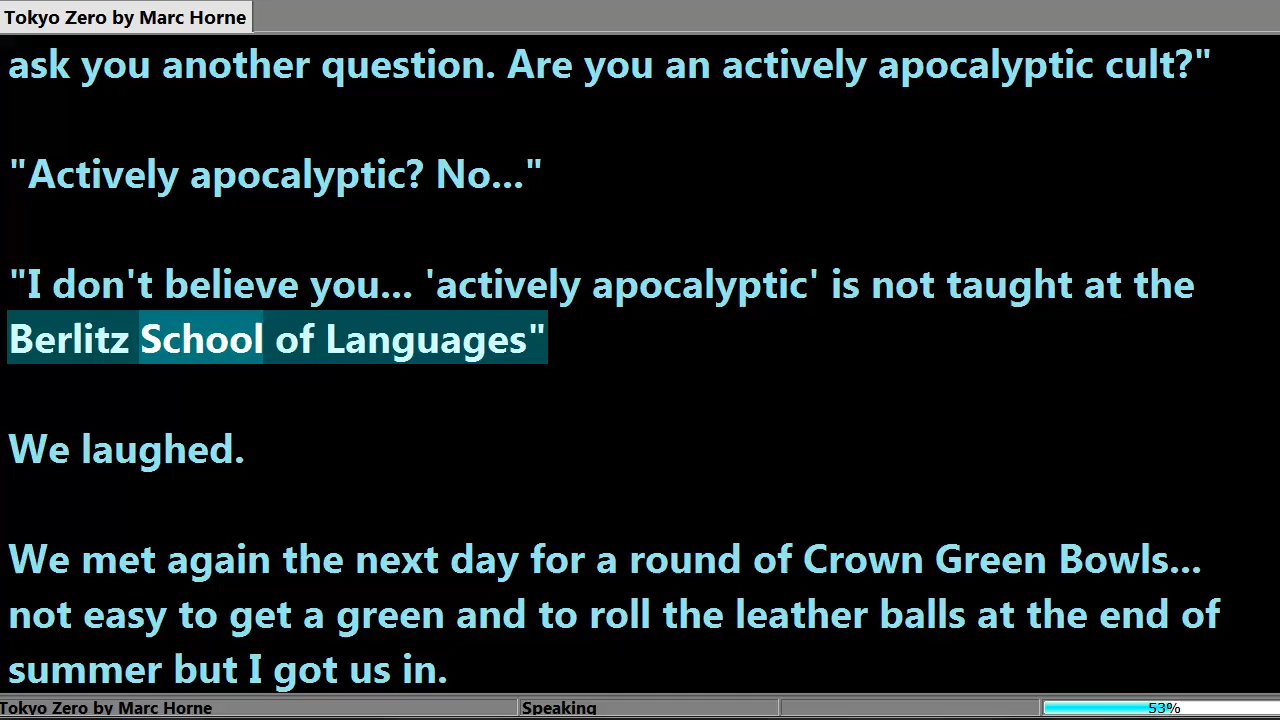 Tokyo Zero by Marc Horne
ask you another question. Are you an actively apocalyptic cult?"
"Actively apocalyptic? No..."
"I don't believe you... 'actively apocalyptic' is not taught at the
Berlitz School of Languages"
We laughed.
We met again the next day for a round of Crown Green Bowls...
not easy to get a green and to roll the leather balls at the end of
summer but I got us in.
Tokyo Zero by Marc Horne Speaking 53%